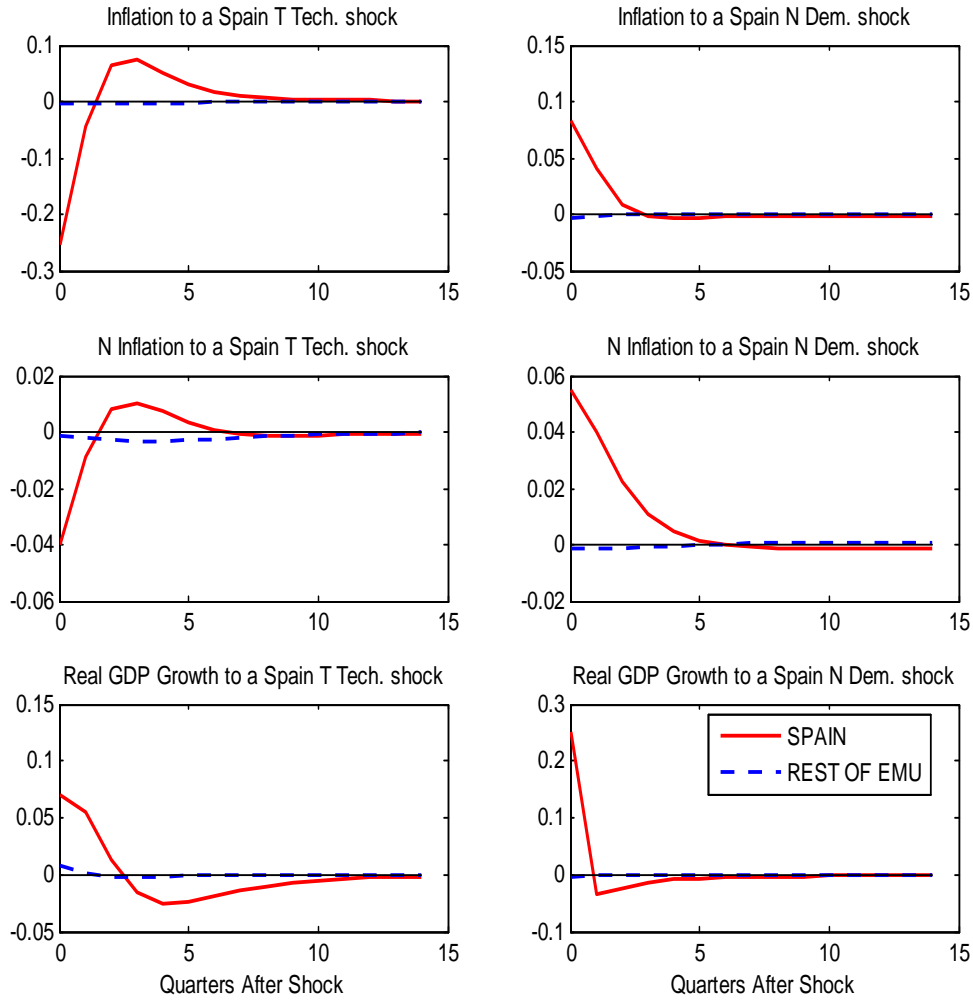 Inflation to a Spain T Tech. shock
0.1
0
-0.1
-0.2
-0.3
0 5 10 15
Inflation to a Spain N Dem. shock
0.15
0.1
0.05
0
-0.05
0 5 10 15
N Inflation to a Spain T Tech. shock
0.02
0
-0.02
-0.04
-0.06
0 5 10 15
N Inflation to a Spain N Dem. shock
0.06
0.04
0.02
0
-0.02
0 5 10 15
Real GDP Growth to a Spain T Tech. shock
0.15
0.1
0.05
0
-0.05
0 5 10 15
Quarters After Shock
Real GDP Growth to a Spain N Dem. shock
0.3
0.2
0.1
0
-0.1
SPAIN
REST OF EMU
0 5 10 15
Quarters After Shock